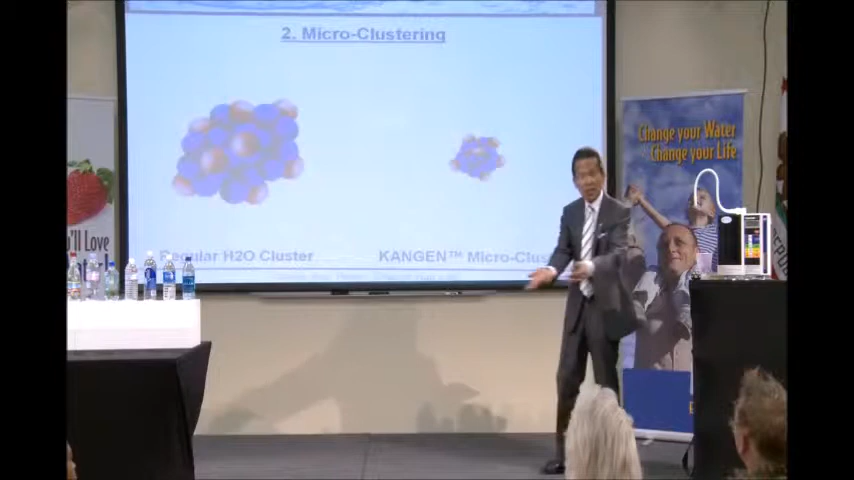 2. Micro-Clustering
Regular H2O Cluster
KANGEN™ Micro-Clus
Change your Water
Change your Life
'll Love